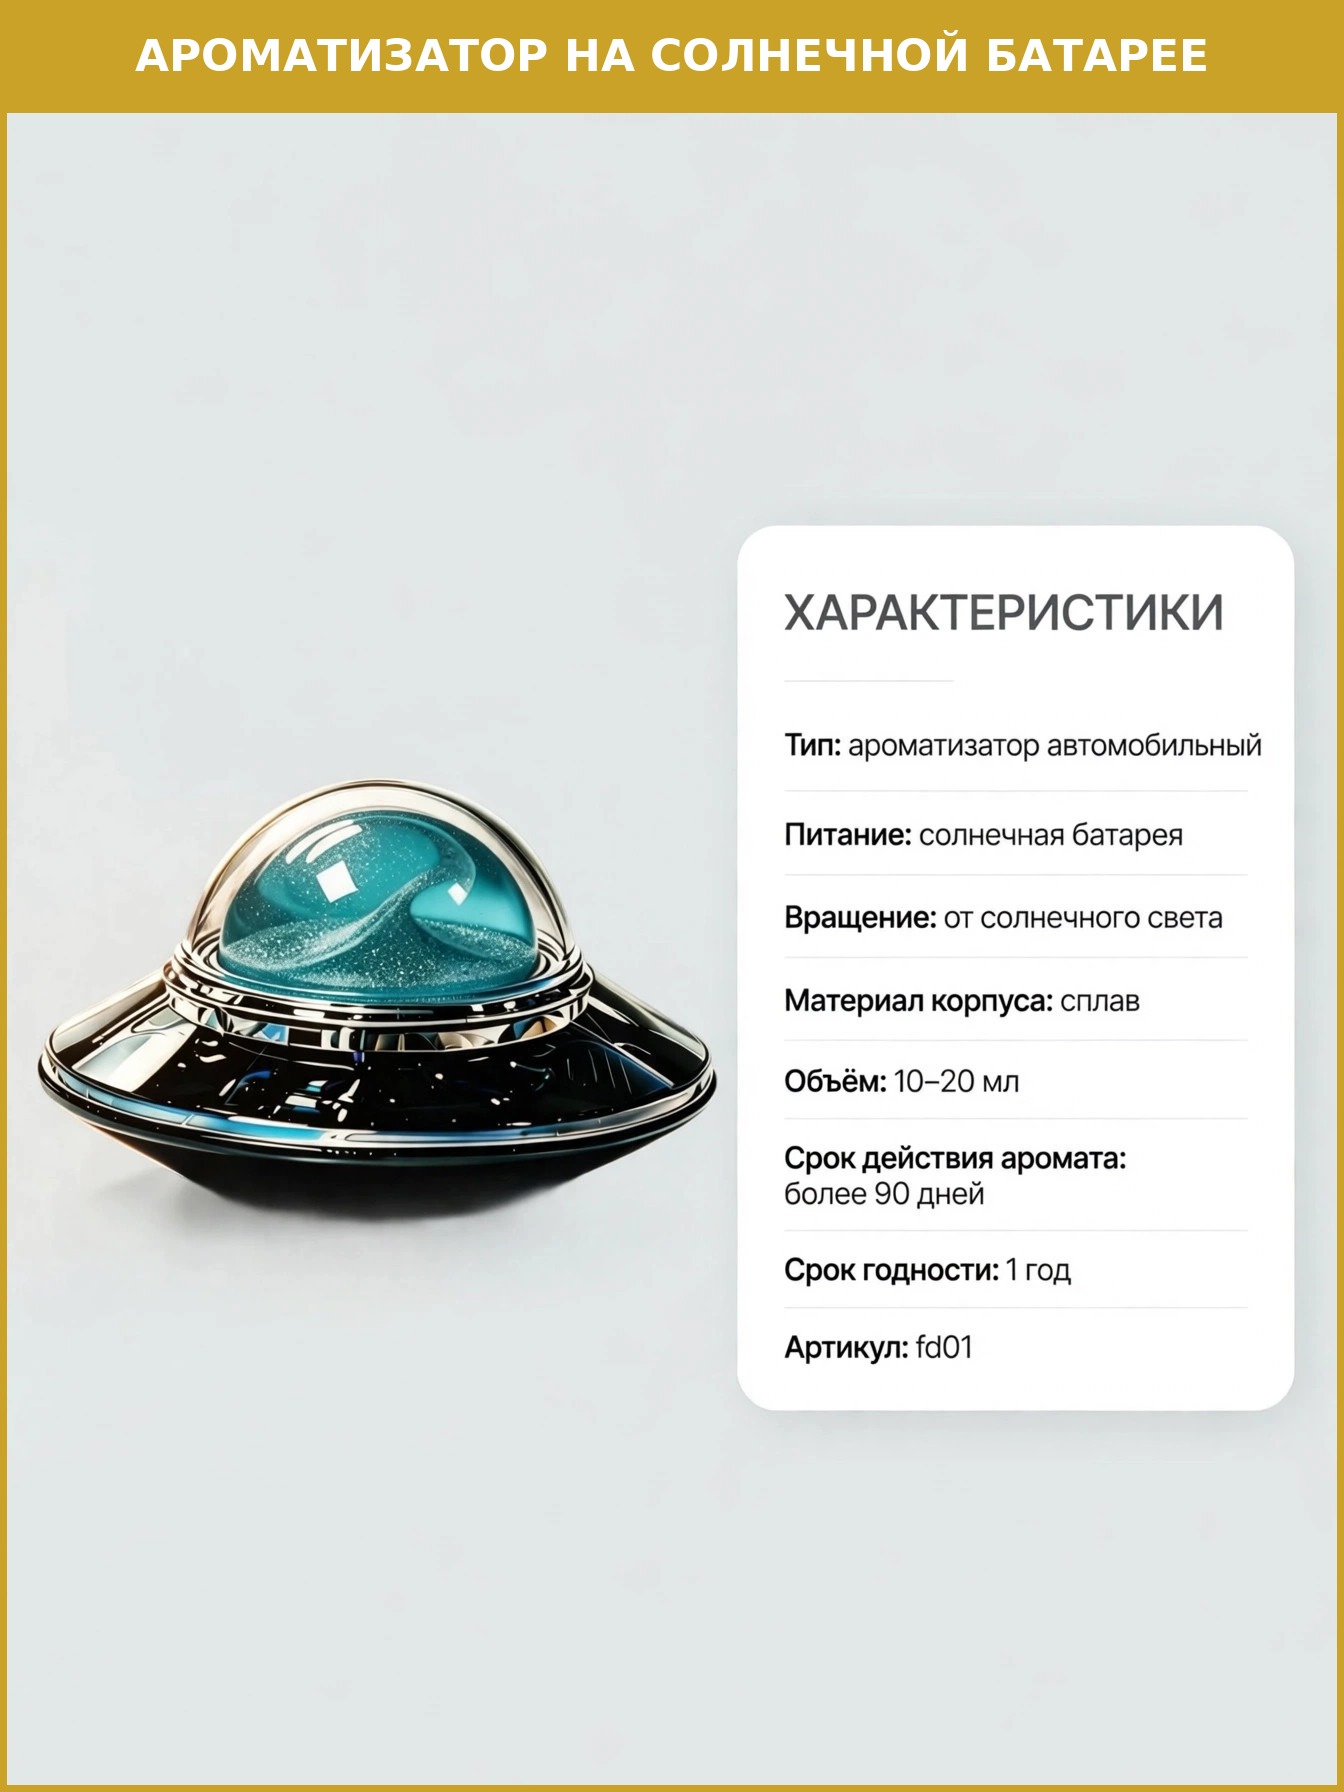 АРОМАТИЗАТОР НА СОЛНЕЧНОЙ БАТАРЕЕ
ХАРАКТЕРИСТИКИ
Тип: ароматизатор автомобильный
Питание: солнечная батарея
Вращение: от солнечного света
Материал корпуса: сплав
Объём: 10–20 мл
Срок действия аромата:
более 90 дней
Срок годности: 1 год
Артикул: fd01